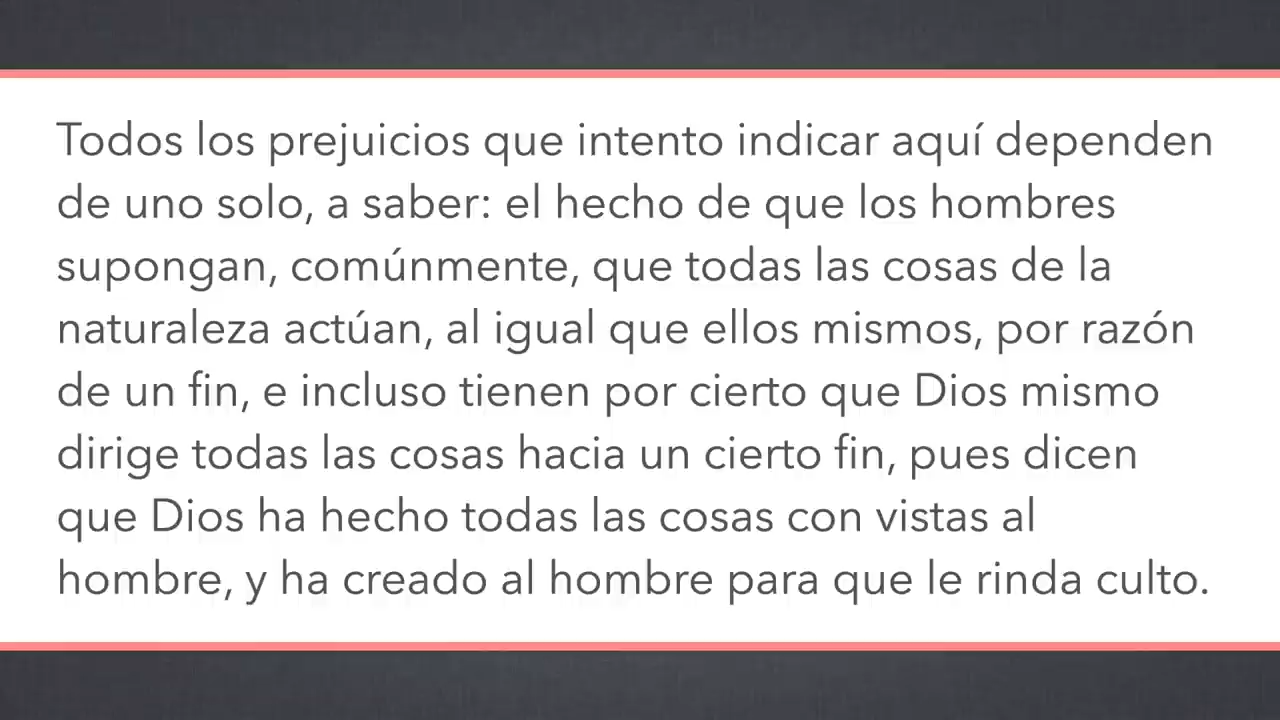 Todos los prejuicios que intento indicar aquí dependen
de uno solo, a saber: el hecho de que los hombres
supongan, comúnmente, que todas las cosas de la
naturaleza actúan, al igual que ellos mismos, por razón
de un fin, e incluso tienen por cierto que Dios mismo
dirige todas las cosas hacia un cierto fin, pues dicen
que Dios ha hecho todas las cosas con vistas al
hombre, y ha creado al hombre para que le rinda culto.